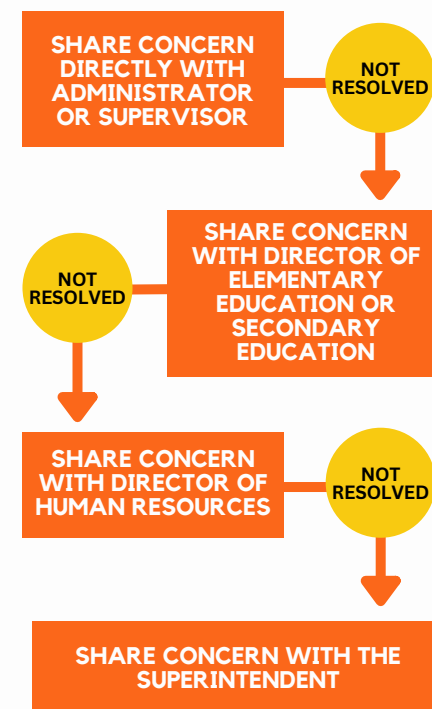 SHARE CONCERN
DIRECTLY WITH
ADMINISTRATOR
OR SUPERVISOR
NOT
RESOLVED
SHARE CONCERN
WITH DIRECTOR OF
ELEMENTARY
EDUCATION OR
SECONDARY
EDUCATION
NOT
RESOLVED
SHARE CONCERN
WITH DIRECTOR OF
HUMAN RESOURCES
NOT
RESOLVED
SHARE CONCERN WITH THE
SUPERINTENDENT